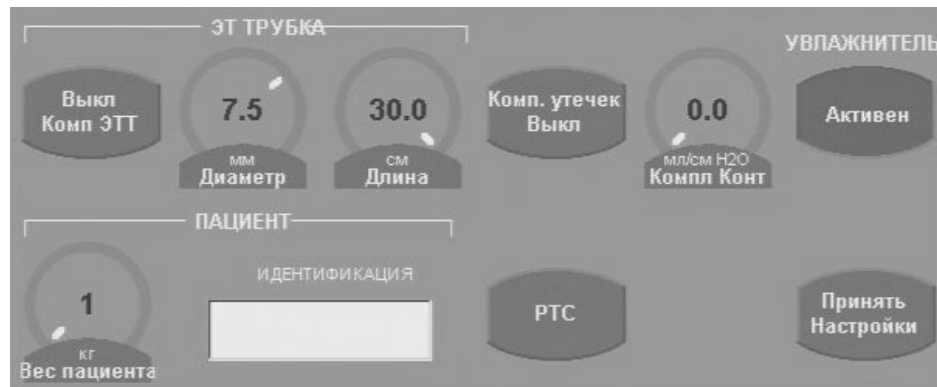 ЭТ ТРУБКА
УВЛАЖНИТЕЛЬ
Выкл
Комп ЭТТ
7.5
мм
Диаметр
30.0
см
Длина
Комп. утечек
Выкл
0.0
мл/см H2O
Компл Конт
Активен
ПАЦИЕНТ
1
кг
Вес пациента
ИДЕНТИФИКАЦИЯ
РТС
Принять
Настройки